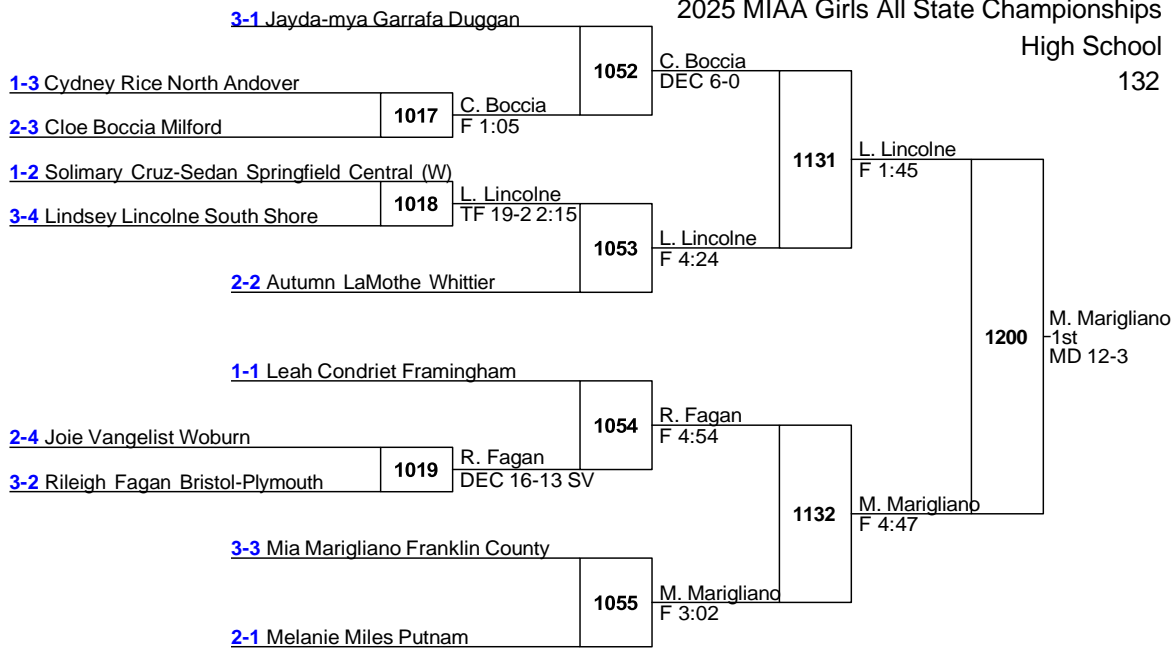 2025 MIAA Girls All State Championships
High School
132
3-1 Jayda-mya Garrafa Duggan
1052
C. Boccia
DEC 6-0
1-3 Cydney Rice North Andover
1017
C. Boccia
F 1:05
2-3 Cloe Boccia Milford
1131
L. Lincolne
F 1:45
1-2 Solimary Cruz-Sedan Springfield Central (W)
1018
L. Lincolne
TF 19-2 2:15
3-4 Lindsey Lincolne South Shore
1053
L. Lincolne
F 4:24
2-2 Autumn LaMothe Whittier
1200
M. Marigliano
1st
MD 12-3
1-1 Leah Condriet Framingham
1054
R. Fagan
F 4:54
2-4 Joie Vangelist Woburn
1019
R. Fagan
DEC 16-13 SV
3-2 Rileigh Fagan Bristol-Plymouth
1132
M. Marigliano
F 4:47
3-3 Mia Marigliano Franklin County
1055
M. Marigliano
F 3:02
2-1 Melanie Miles Putnam